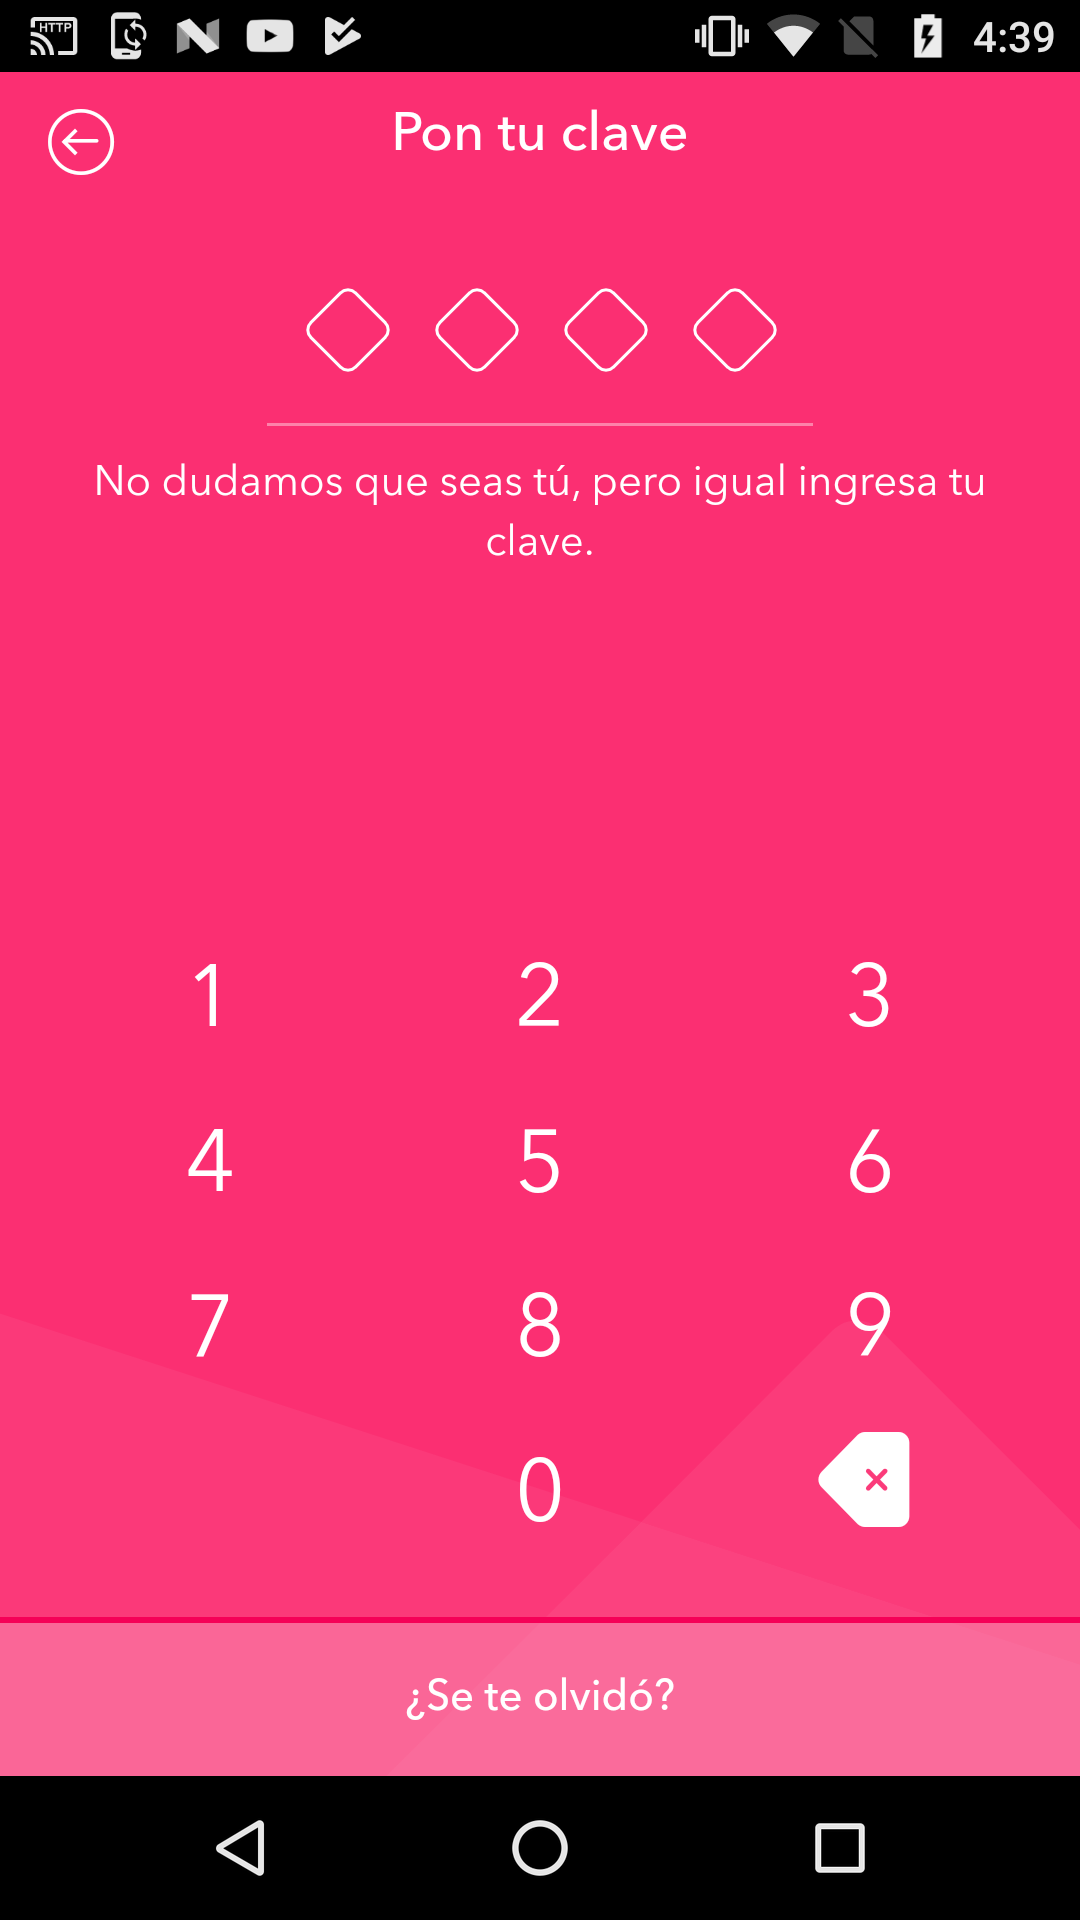 HTTP
4:39
Pon tu clave
No dudamos que seas tú, pero igual ingresa tu
clave.
1 2 3
4 5 6
7 8 9
0
¿Se te olvidó?